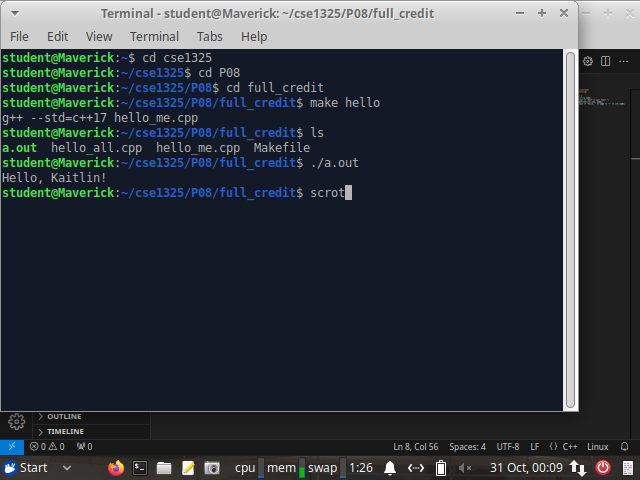 Terminal - student@Maverick: ~/cse1325/P08/full_credit
File Edit View Terminal Tabs Help
student@Maverick:~$ cd cse1325
student@Maverick:~/cse1325$ cd P08
student@Maverick:~/cse1325/P08$ cd full_credit
student@Maverick:~/cse1325/P08/full_credit$ make hello
g++ --std=c++17 hello_me.cpp
student@Maverick:~/cse1325/P08/full_credit$ ls
a.out  hello_all.cpp  hello_me.cpp  Makefile
student@Maverick:~/cse1325/P08/full_credit$ ./a.out
Hello, Kaitlin!
student@Maverick:~/cse1325/P08/full_credit$ scrot
OUTLINE
TIMELINE
0 0 0 Ln 8, Col 56 Spaces: 4 UTF-8 LF {} C++ Linux
Start cpu mem swap 1:26 31 Oct, 00:09